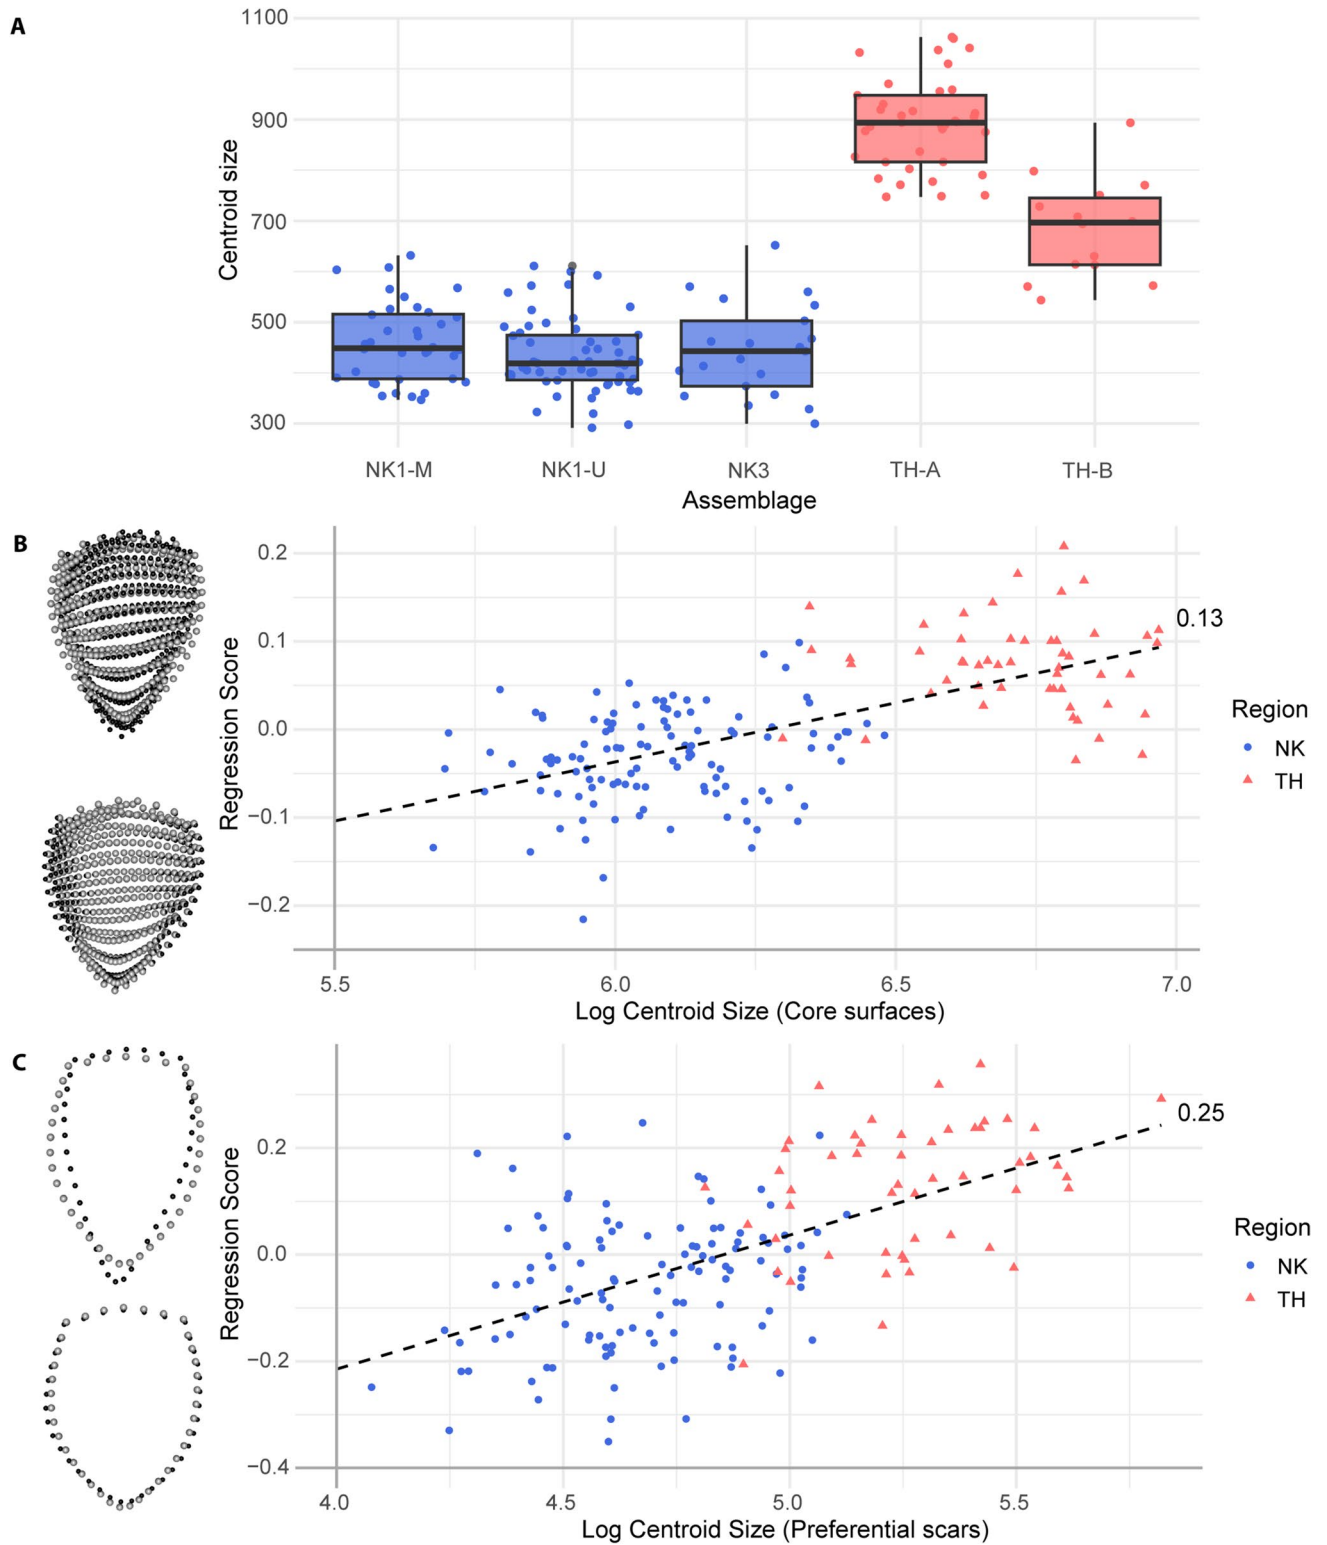 A
1100
900
700
500
300
Centroid size
NK1-M NK1-U NK3 TH-A TH-B
Assemblage
B
0.2
0.1
0.0
−0.1
−0.2
Regression Score
0.13
Region
NK
TH
5.5 6.0 6.5 7.0
Log Centroid Size (Core surfaces)
C
0.2
0.0
−0.2
−0.4
Regression Score
0.25
Region
NK
TH
4.0 4.5 5.0 5.5
Log Centroid Size (Preferential scars)